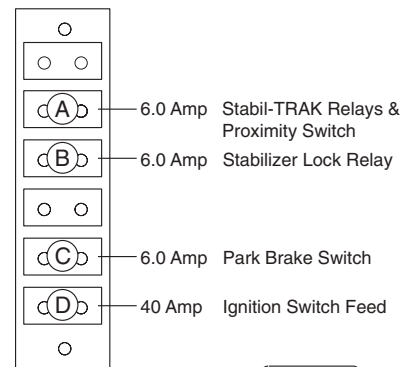 A 6.0 Amp Stabil-TRAK Relays &
Proximity Switch
B 6.0 Amp Stabilizer Lock Relay
C 6.0 Amp Park Brake Switch
D 40 Amp Ignition Switch Feed